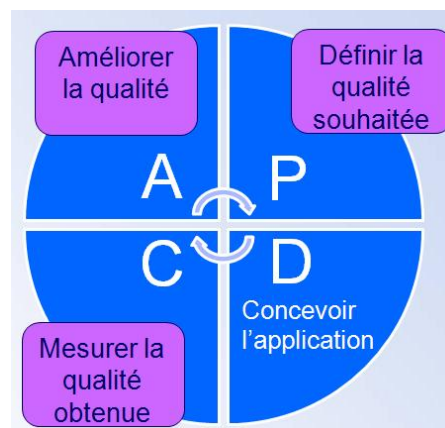 Améliorer
la qualité
Définir la
qualité
souhaitée
A
P
C
D
Concevoir
l'application
Mesurer la
qualité
obtenue